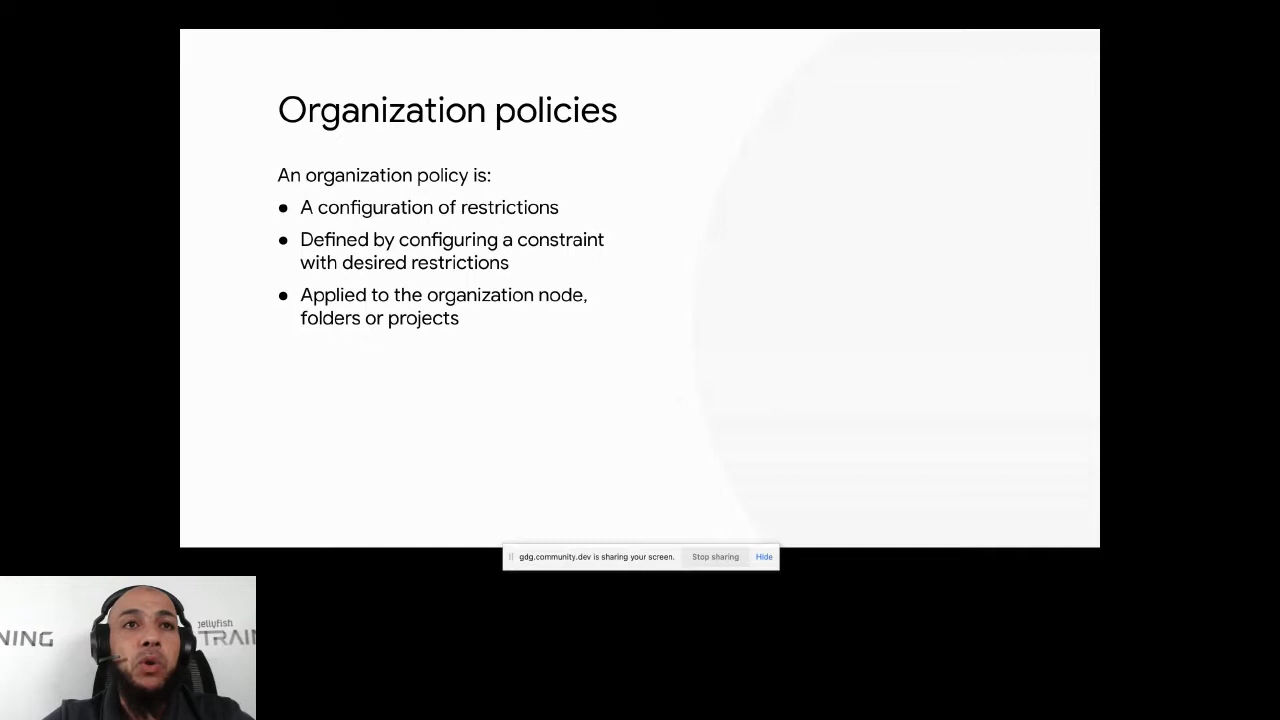 Organization policies
An organization policy is:
● A configuration of restrictions
● Defined by configuring a constraint
with desired restrictions
● Applied to the organization node,
folders or projects
gdg.community.dev is sharing your screen. Stop sharing Hide
jellyfish
NING TRAIN